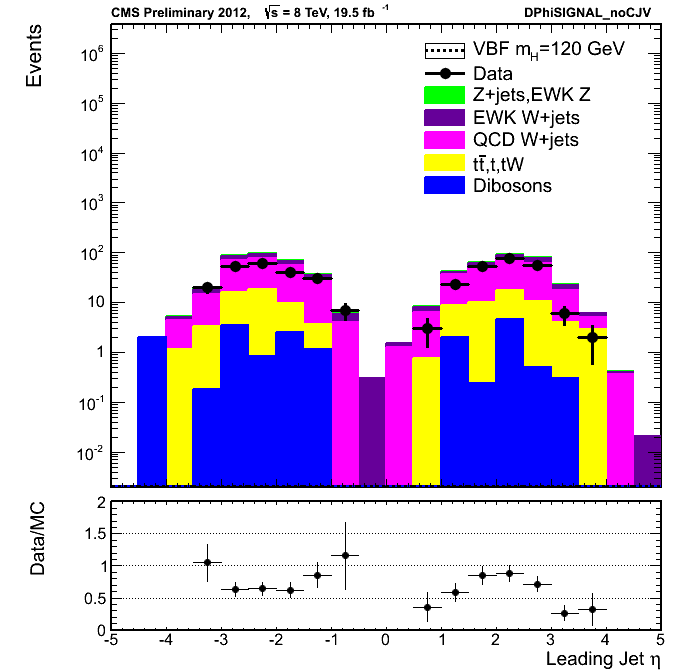 CMS Preliminary 2012, √s = 8 TeV, 19.5 fb⁻¹ DPhiSIGNAL_noCJV
Events
10⁶
10⁵
10⁴
10³
10²
10
1
10⁻¹
10⁻²
VBF m_H=120 GeV
Data
Z+jets,EWK Z
EWK W+jets
QCD W+jets
tt̄,t,tW
Dibosons
Data/MC
2
1.5
1
0.5
0
-5 -4 -3 -2 -1 0 1 2 3 4 5
Leading Jet η